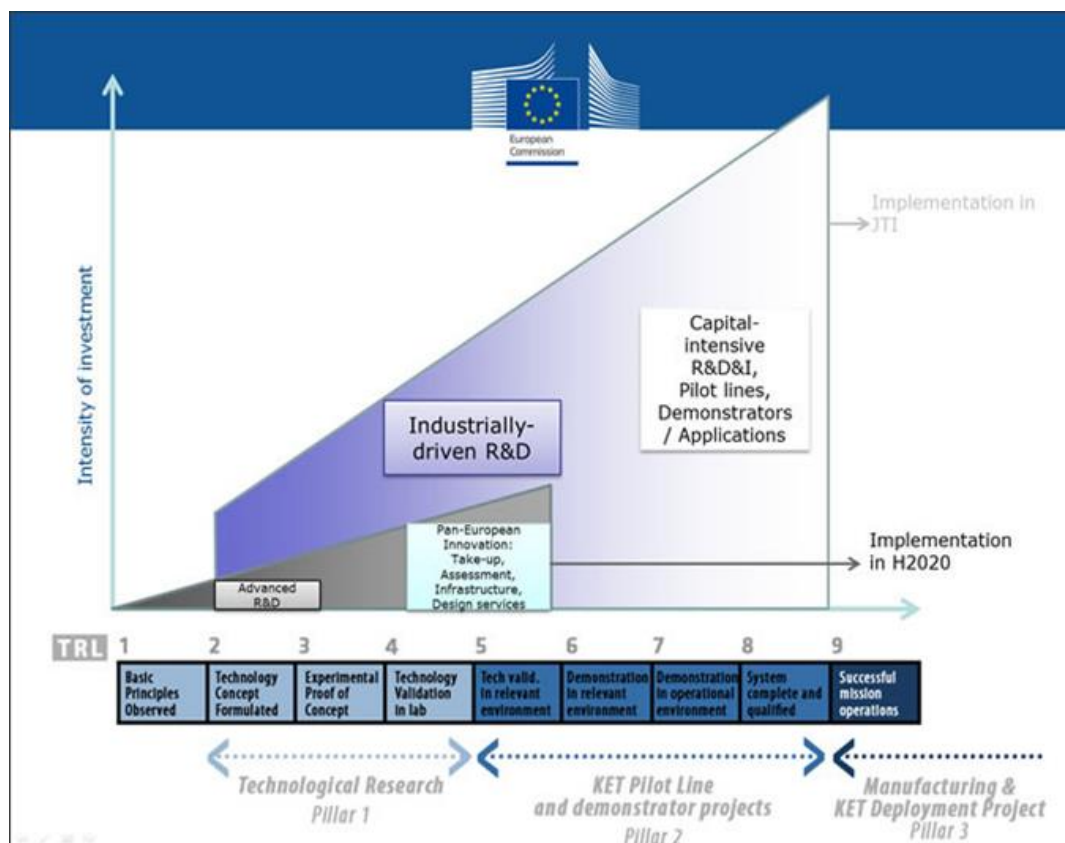 European
Commission
Implementation in
JTI
Intensity of investment
Capital-
intensive
R&D&I,
Pilot lines,
Demonstrators
/ Applications
Industrially-
driven R&D
Pan-European
Innovation:
Take-up,
Assessment,
Infrastructure,
Design services
Implementation
in H2020
Advanced
R&D
TRL 1 2 3 4 5 6 7 8 9
Basic
Principles
Observed
Technology
Concept
Formulated
Experimental
Proof of
Concept
Technology
Validation
in lab
Tech valid.
in relevant
environment
Demonstration
in relevant
environment
Demonstration
in operational
environment
System
complete and
qualified
Successful
mission
operations
Technological Research
Pillar 1
KET Pilot Line
and demonstrator projects
Pillar 2
Manufacturing &
KET Deployment Project
Pillar 3